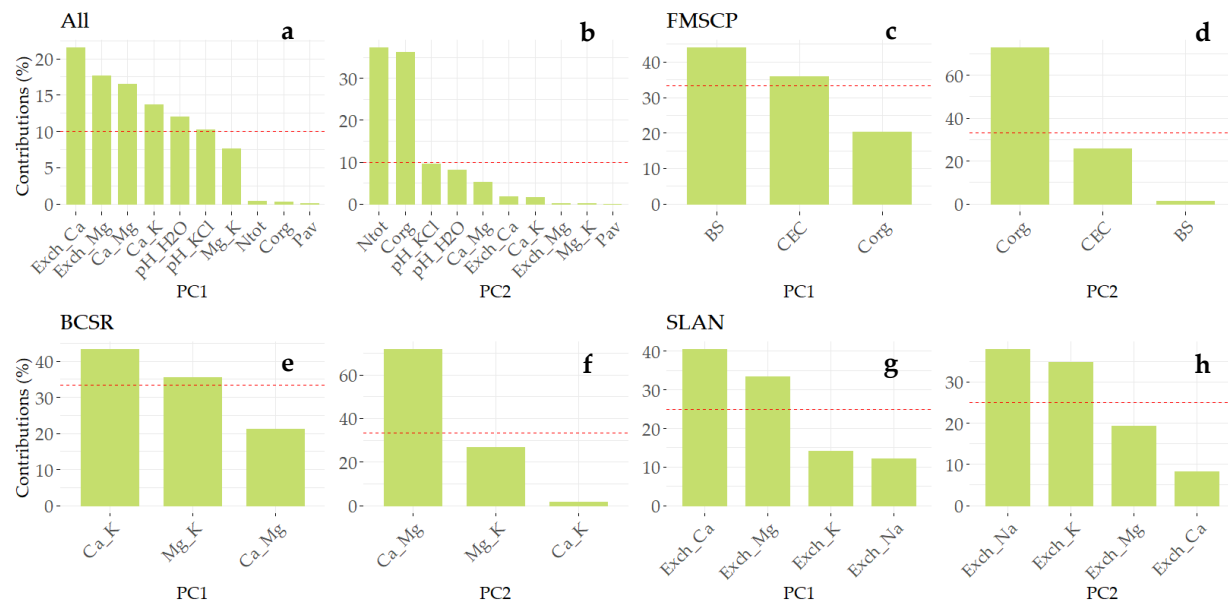 All
a
b
FMSCP
c
d
Contributions (%)
20
15
10
5
0
Exch_Ca
Exch_Mg
Ca_Mg
Ca_K
pH_H2O
pH_KCl
Mg_K
Ntot
Corg
Pav
PC1
30
20
10
0
Ntot
Corg
pH_KCl
pH_H2O
Ca_Mg
Exch_Ca
Ca_K
Exch_Mg
Mg_K
Pav
PC2
40
30
20
10
0
BS
CEC
Corg
PC1
60
40
20
0
Corg
CEC
BS
PC2
BCSR
e
f
SLAN
g
h
Contributions (%)
40
30
20
10
0
Ca_K
Mg_K
Ca_Mg
PC1
60
40
20
0
Ca_Mg
Mg_K
Ca_K
PC2
40
30
20
10
0
Exch_Ca
Exch_Mg
Exch_K
Exch_Na
PC1
30
20
10
0
Exch_Na
Exch_K
Exch_Mg
Exch_Ca
PC2